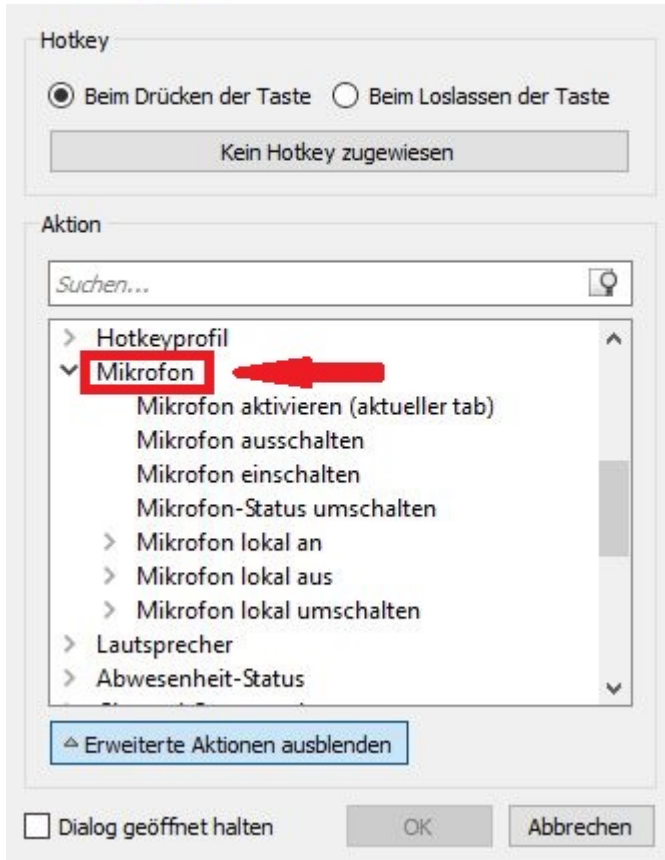 Hotkey
Beim Drücken der Taste Beim Loslassen der Taste
Kein Hotkey zugewiesen
Aktion
Suchen...
Hotkeyprofil
Mikrofon
Mikrofon aktivieren (aktueller tab)
Mikrofon ausschalten
Mikrofon einschalten
Mikrofon-Status umschalten
Mikrofon lokal an
Mikrofon lokal aus
Mikrofon lokal umschalten
Lautsprecher
Abwesenheit-Status
Erweiterte Aktionen ausblenden
Dialog geöffnet halten OK Abbrechen